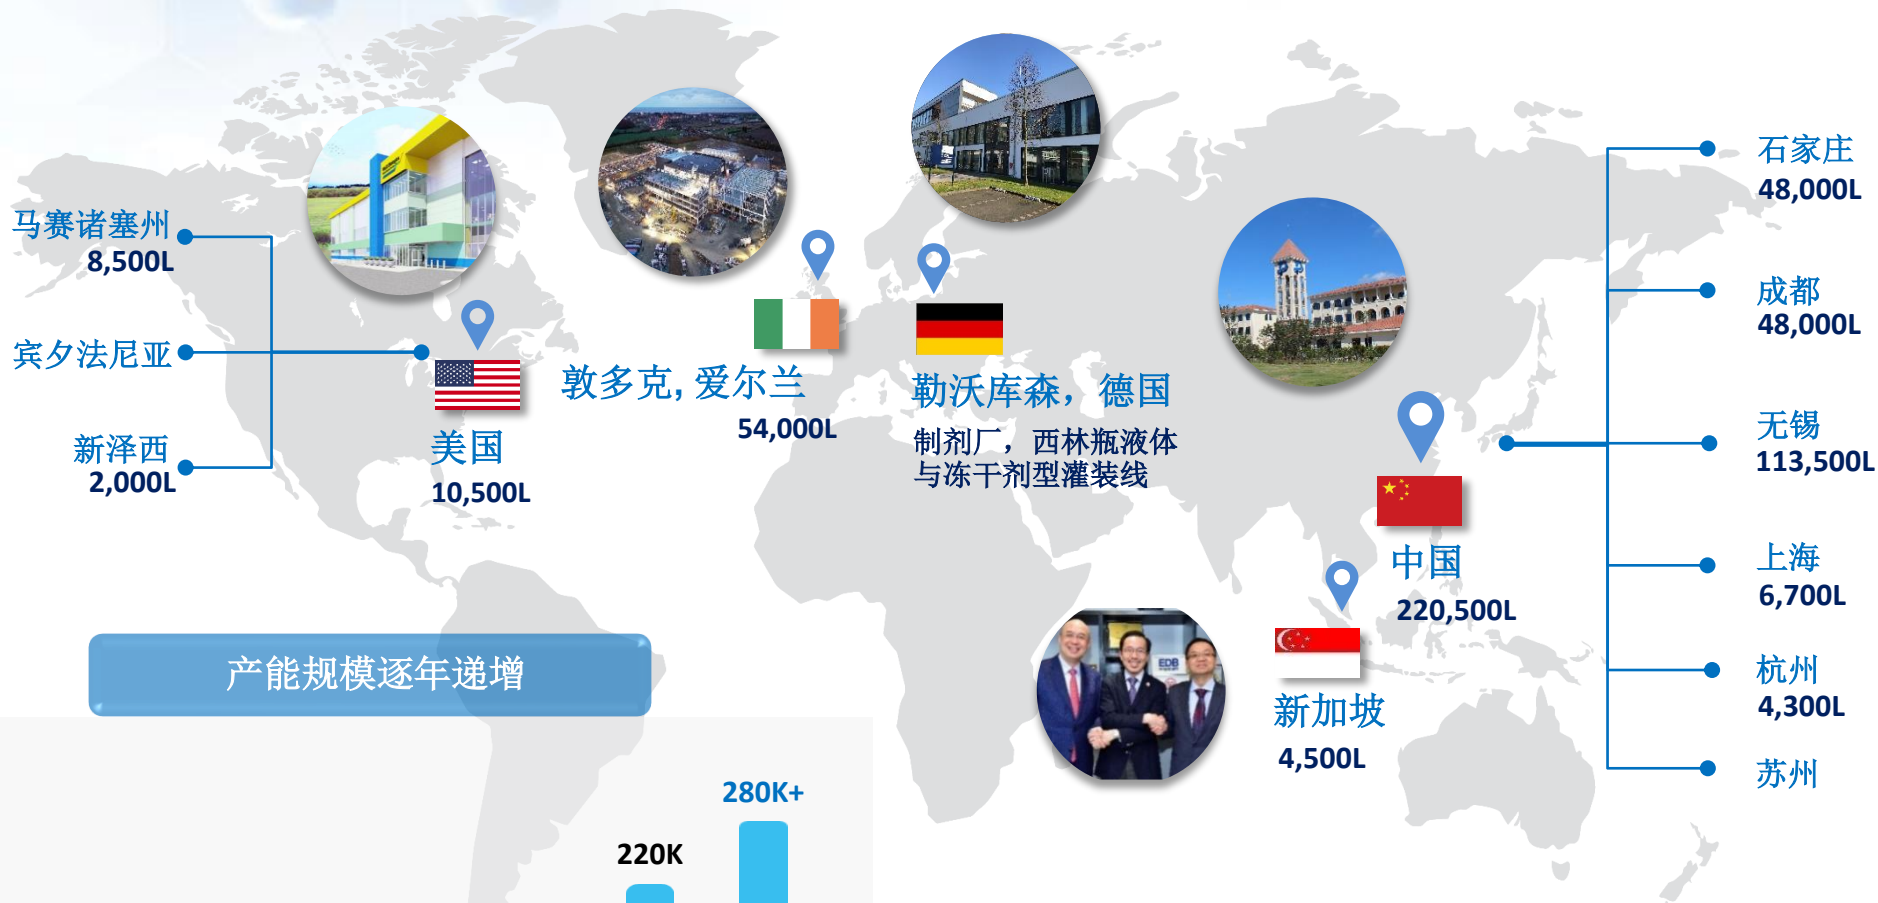 马赛诸塞州
8,500L
宾夕法尼亚
新泽西
2,000L
美国
10,500L
敦多克, 爱尔兰
54,000L
勒沃库森，德国
制剂厂，西林瓶液体
与冻干剂型灌装线
中国
220,500L
EDB
新加坡
4,500L
石家庄
48,000L
成都
48,000L
无锡
113,500L
上海
6,700L
杭州
4,300L
苏州
产能规模逐年递增
220K
280K+